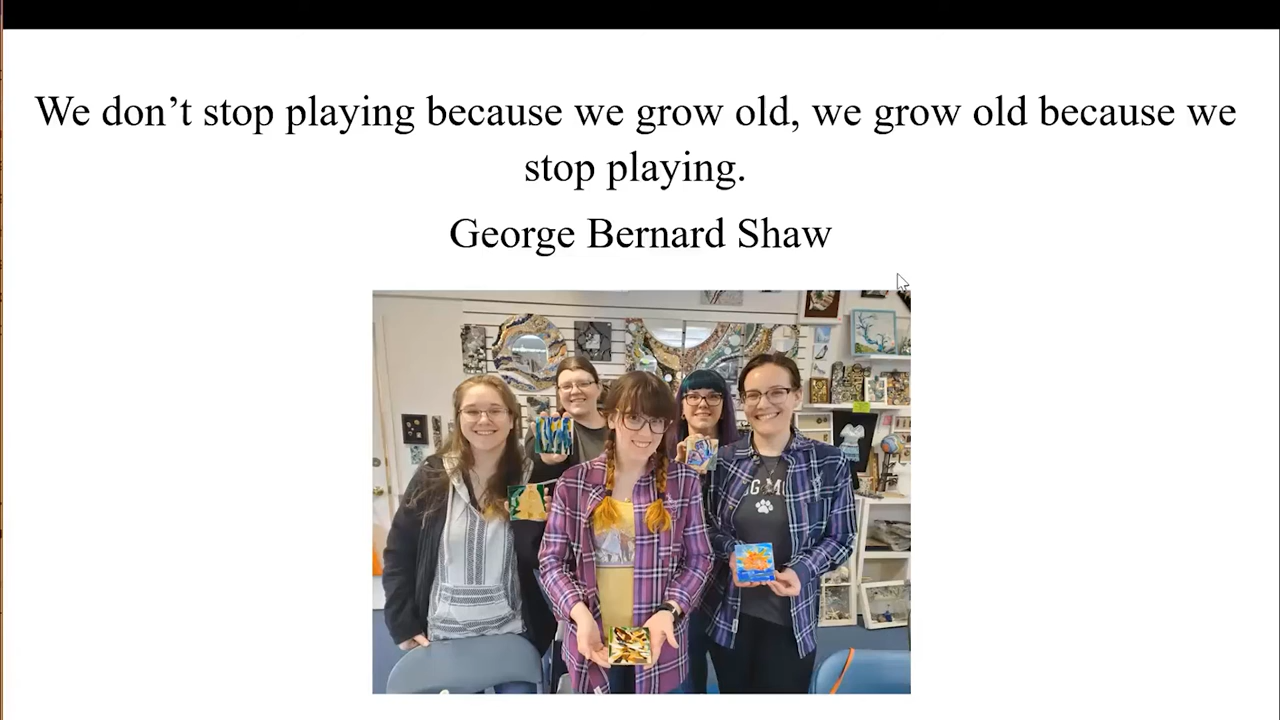 We don’t stop playing because we grow old, we grow old because we
stop playing.
George Bernard Shaw